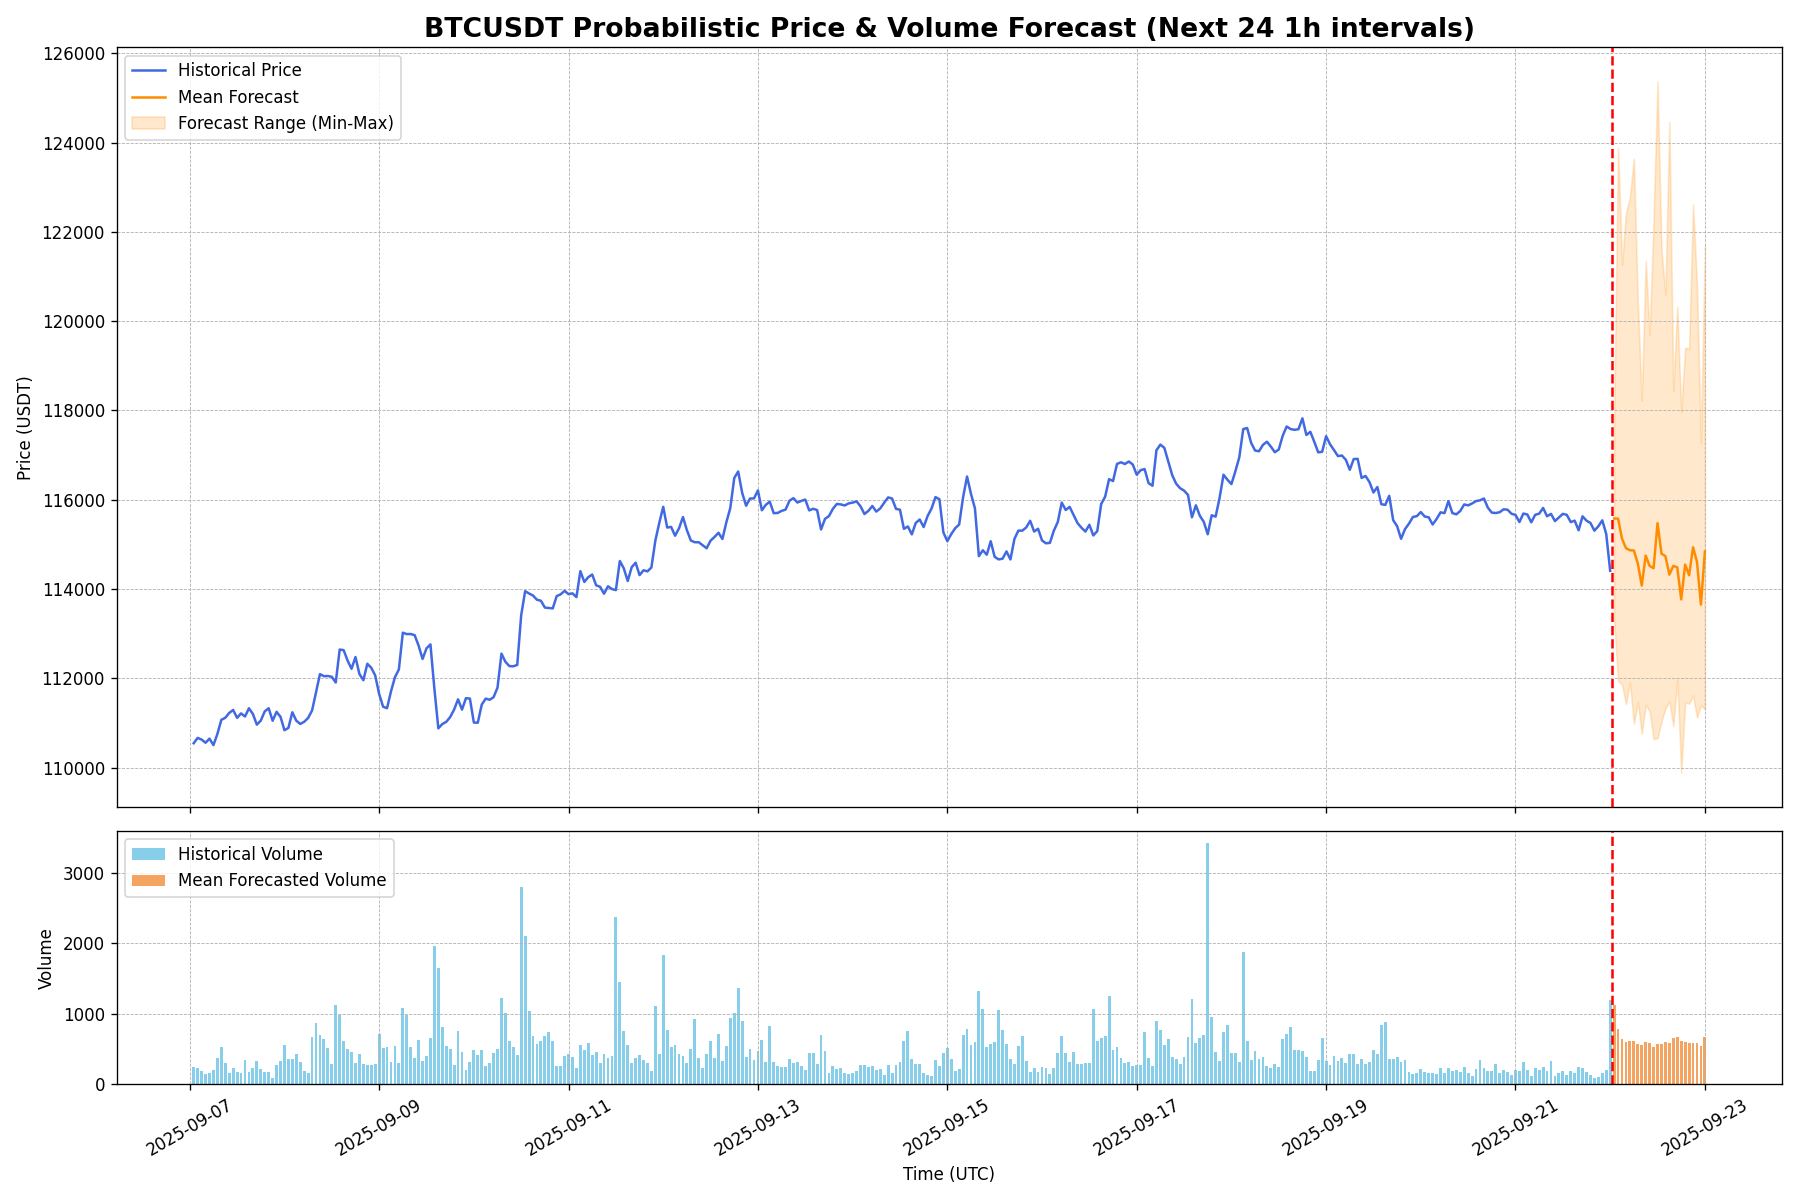 BTCUSDT Probabilistic Price & Volume Forecast (Next 24 1h intervals)
126000
124000
122000
120000
118000
116000
114000
112000
110000
Price (USDT)
Historical Price
Mean Forecast
Forecast Range (Min-Max)
3000
2000
1000
0
Volume
Historical Volume
Mean Forecasted Volume
2025-09-07
2025-09-09
2025-09-11
2025-09-13
2025-09-15
2025-09-17
2025-09-19
2025-09-21
2025-09-23
Time (UTC)